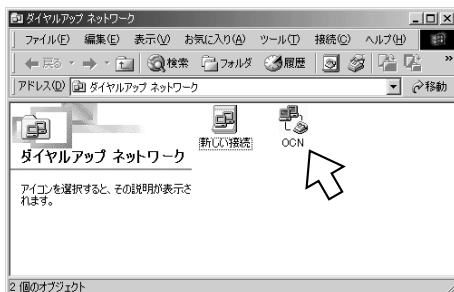 ダイヤルアップ ネットワーク
ファイル(F) 編集(E) 表示(V) お気に入り(A) ツール(T) 接続(C) ヘルプ(H)
戻る 検索 フォルダ 履歴 »
アドレス(D) ダイヤルアップ ネットワーク 移動
ダイヤルアップ ネットワーク
新しい接続
OCN
アイコンを選択すると、その説明が表示さ
れます。
2 個のオブジェクト